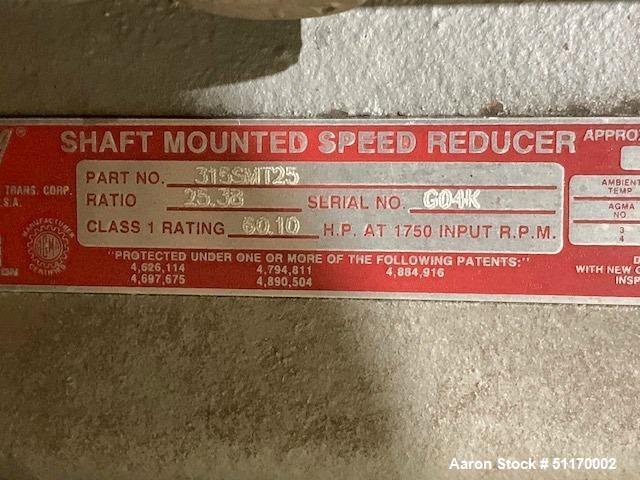 SHAFT MOUNTED SPEED REDUCER
PART NO. 315SMT25
RATIO 25.38 SERIAL NO. G04K
CLASS 1 RATING 60.10 H.P. AT 1750 INPUT R.P.M.
"PROTECTED UNDER ONE OR MORE OF THE FOLLOWING PATENTS:"
4,626,114 4,794,811 4,884,916
4,697,675 4,890,504
TRANS. CORP.
MANUFACTURER
CERTIFIED
AMBIENT
TEMP
AGMA
NO
3
4
WITH NEW
INSP
Aaron Stock # 51170002